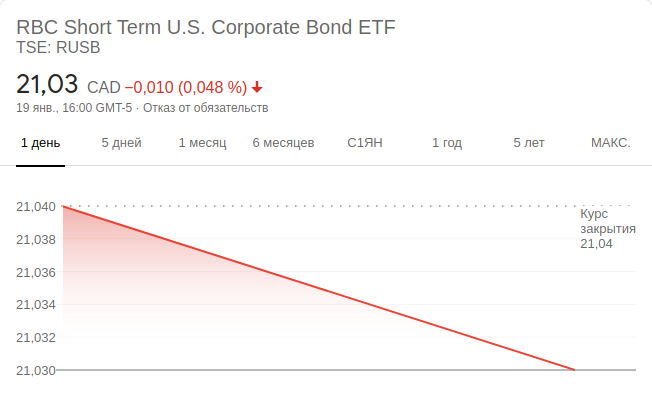 RBC Short Term U.S. Corporate Bond ETF
TSE: RUSB
21,03 CAD −0,010 (0,048 %)
19 янв., 16:00 GMT-5 · Отказ от обязательств
1 день 5 дней 1 месяц 6 месяцев С1ЯН 1 год 5 лет МАКС.
21,040
Курс
закрытия
21,04
21,038
21,036
21,034
21,032
21,030